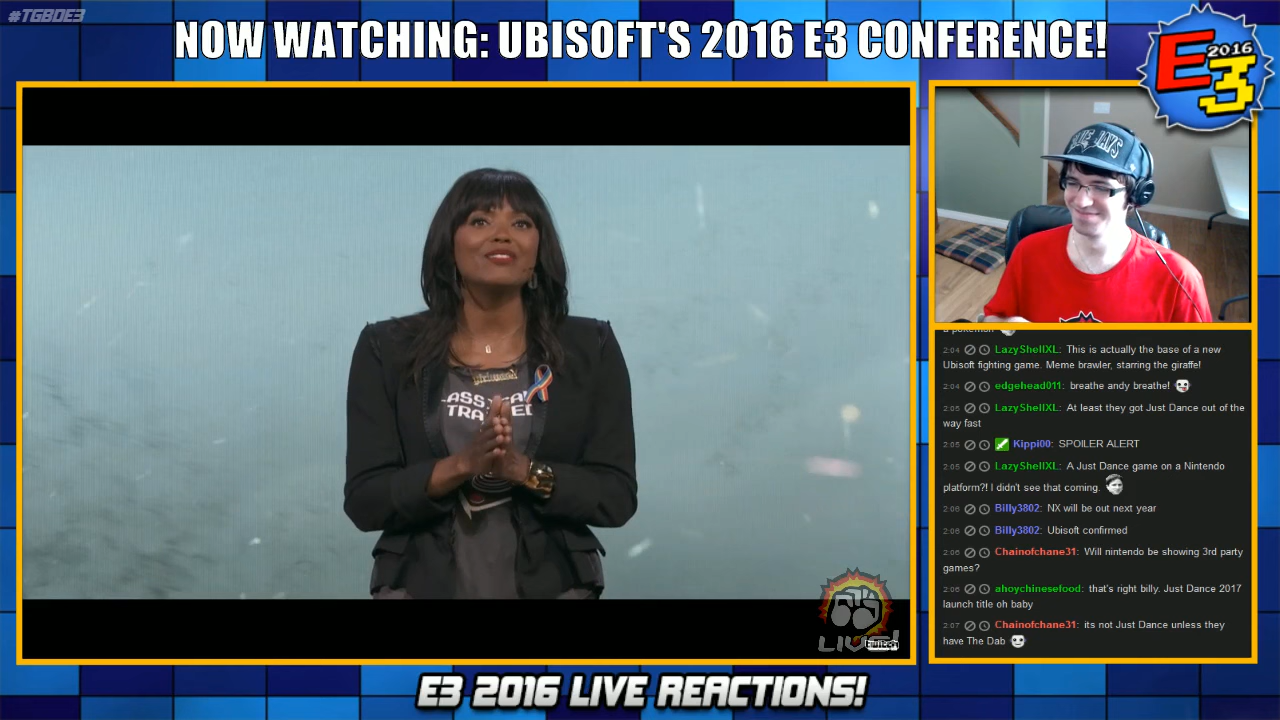 #TGBDE3
NOW WATCHING: UBISOFT'S 2016 E3 CONFERENCE!
E3 2016
BLUE JAYS
TRAINED
LIVE!
twitch
a pokemon
2:04 LazyShellXL: This is actually the base of a new
Ubisoft fighting game. Meme brawler, starring the giraffe!
2:04 edgehead011: breathe andy breathe!
2:05 LazyShellXL: At least they got Just Dance out of the
way fast
2:05 Kippi00: SPOILER ALERT
2:05 LazyShellXL: A Just Dance game on a Nintendo
platform?! I didn't see that coming.
2:06 Billy3802: NX will be out next year
2:06 Billy3802: Ubisoft confirmed
2:06 Chainofchane31: Will nintendo be showing 3rd party
games?
2:06 ahoychinesefood: that's right billy. Just Dance 2017
launch title oh baby
2:07 Chainofchane31: its not Just Dance unless they
have The Dab
E3 2016 LIVE REACTIONS!